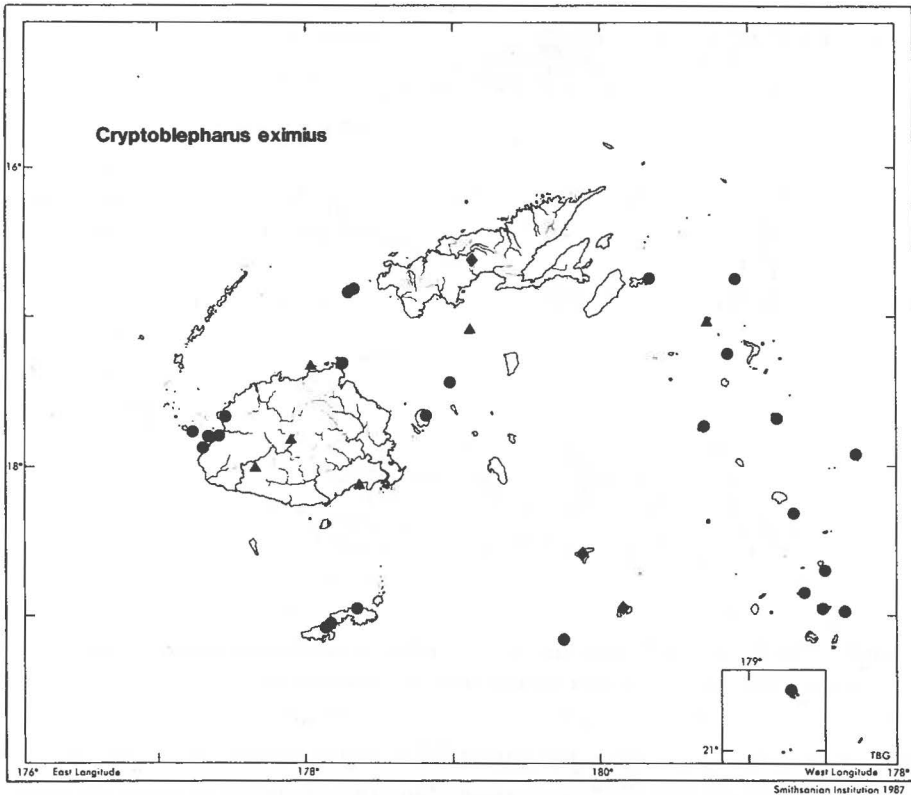 Cryptoblepharus eximius
16°
18°
179°
21°
TBG
176° East Longitude 178° 180° West Longitude 178°
Smithsonian Institution 1987